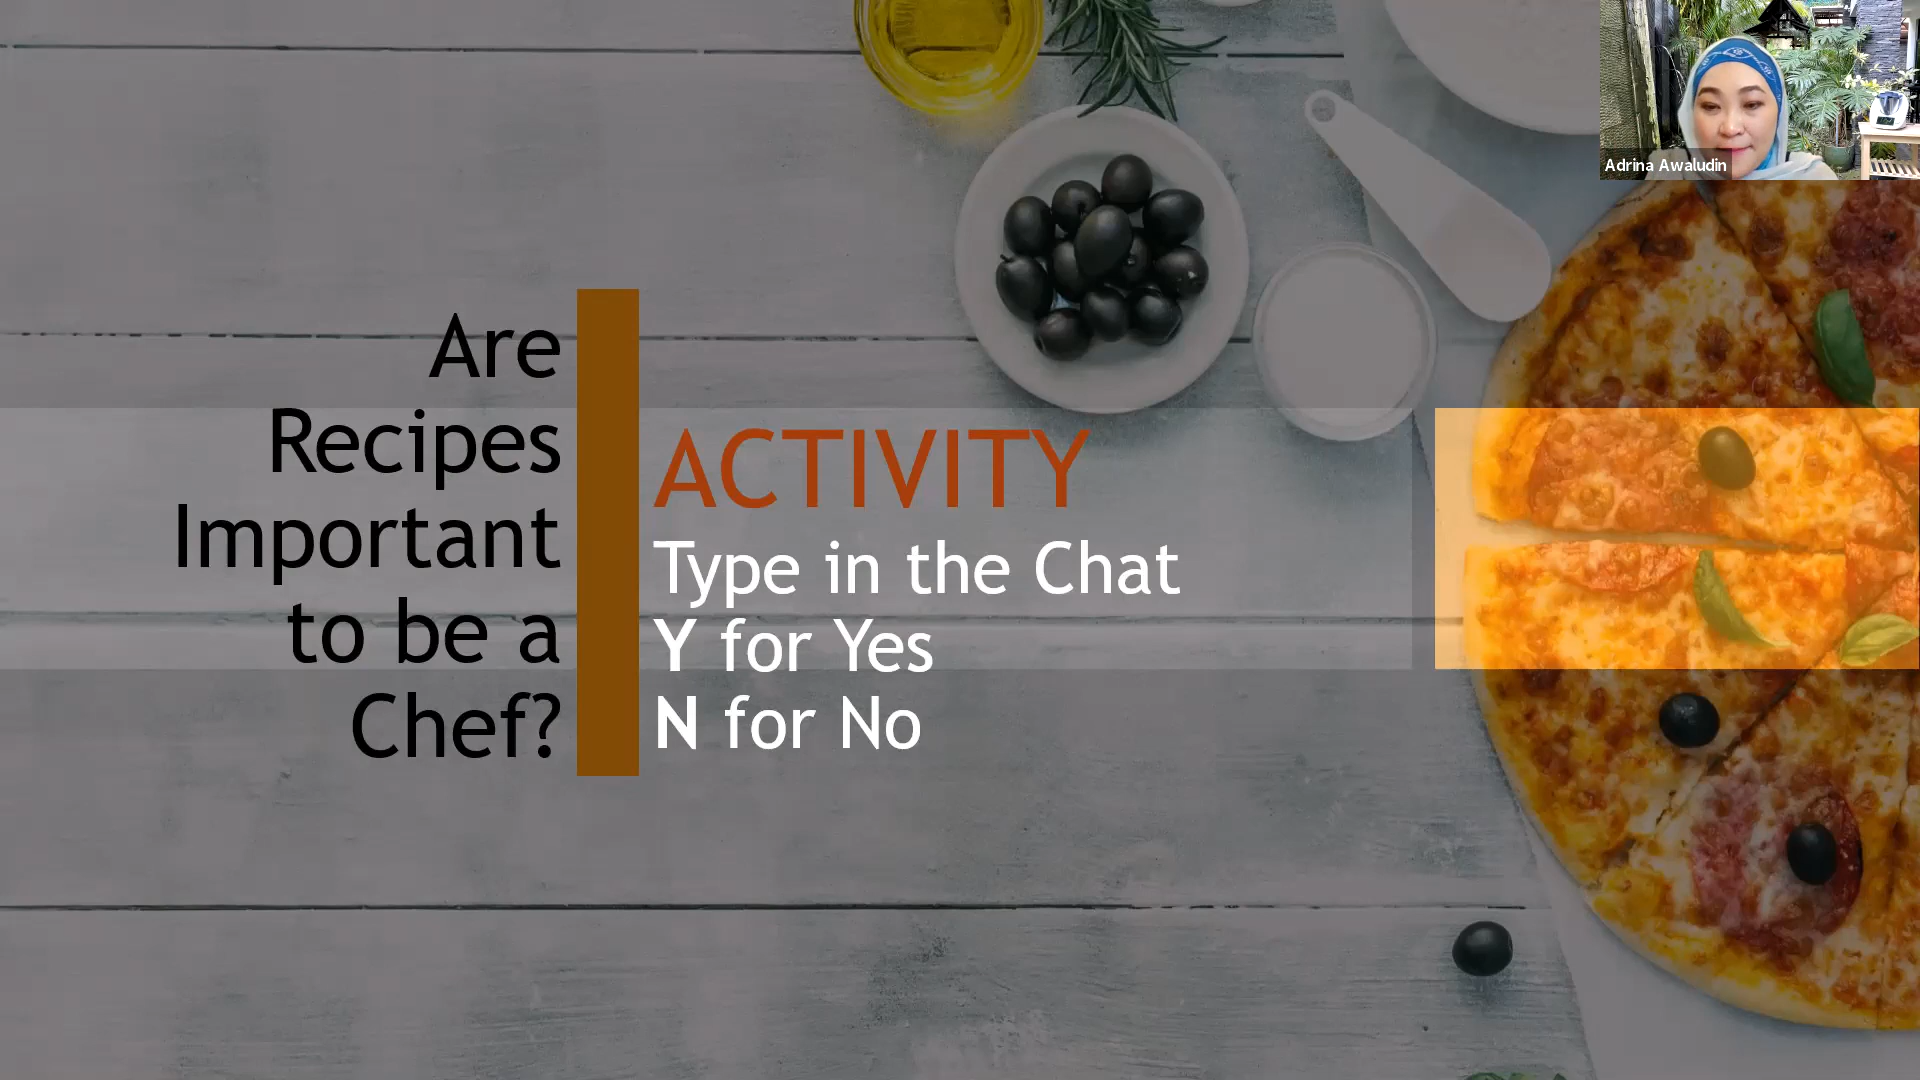 Are
Recipes
Important
to be a
Chef?
ACTIVITY
Type in the Chat
Y for Yes
N for No
Adrina Awaludin